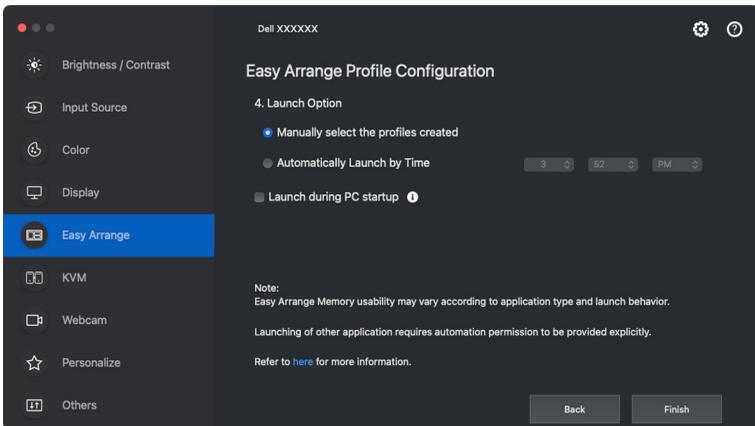 Dell XXXXXX
Brightness / Contrast
Input Source
Color
Display
Easy Arrange
KVM
Webcam
Personalize
Others
Easy Arrange Profile Configuration
4. Launch Option
Manually select the profiles created
Automatically Launch by Time
3
52
PM
Launch during PC startup
Note:
Easy Arrange Memory usability may vary according to application type and launch behavior.
Launching of other application requires automation permission to be provided explicitly.
Refer to here for more information.
Back
Finish